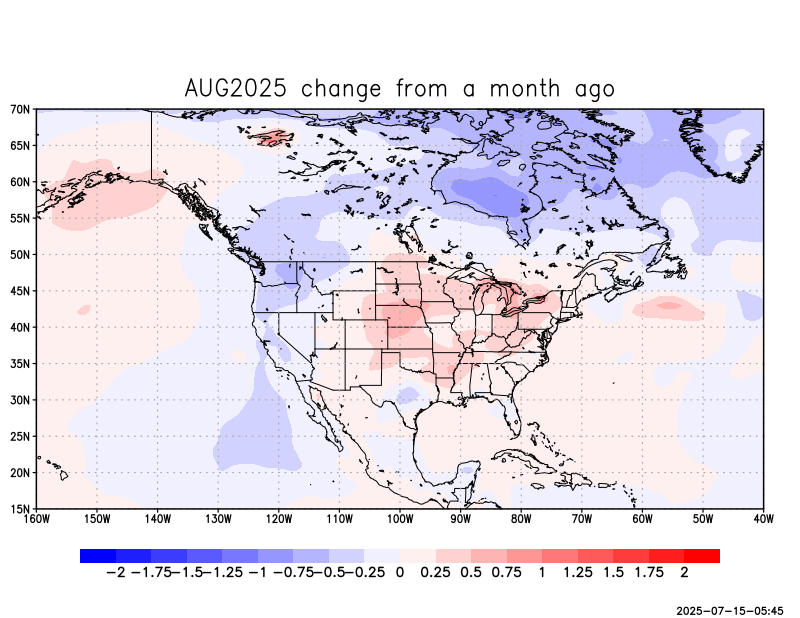 AUG2025 change from a month ago
70N
65N
60N
55N
50N
45N
40N
35N
30N
25N
20N
15N
160W 150W 140W 130W 120W 110W 100W 90W 80W 70W 60W 50W 40W
−2 −1.75 −1.5 −1.25 −1 −0.75 −0.5 −0.25 0 0.25 0.5 0.75 1 1.25 1.5 1.75 2
2025-07-15-05:45